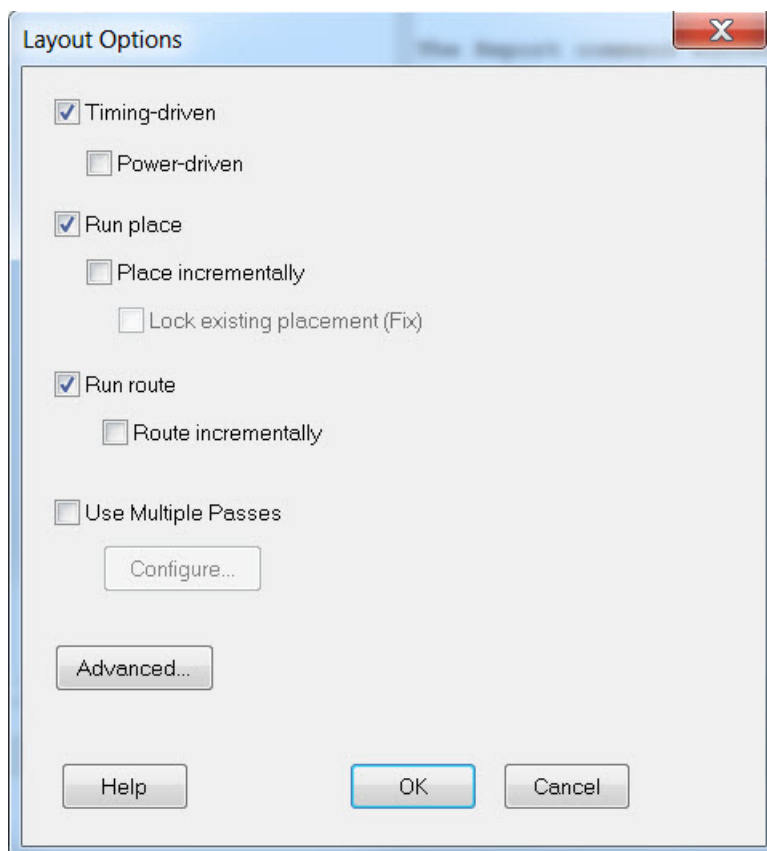 Layout Options
Timing-driven
Power-driven
Run place
Place incrementally
Lock existing placement (Fix)
Run route
Route incrementally
Use Multiple Passes
Configure...
Advanced...
Help OK Cancel